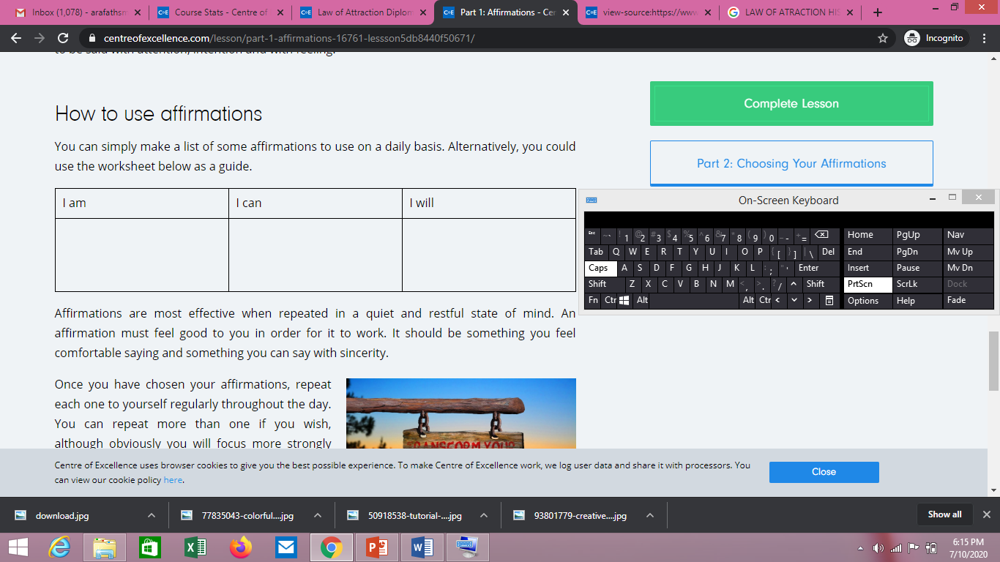 Inbox (1,078) - arafathsm
Course Stats - Centre of
Law of Attraction Diplom
Part 1: Affirmations - Cen
view-source:https://www
LAW OF ATRACTION HIS
centreofexcellence.com/lesson/part-1-affirmations-16761-lessson5db8440f50671/
Incognito
to be said with attention, intention and with feeling.
How to use affirmations
You can simply make a list of some affirmations to use on a daily basis. Alternatively, you could
use the worksheet below as a guide.
I am I can I will
Affirmations are most effective when repeated in a quiet and restful state of mind. An
affirmation must feel good to you in order for it to work. It should be something you feel
comfortable saying and something you can say with sincerity.
Once you have chosen your affirmations, repeat
each one to yourself regularly throughout the day.
You can repeat more than one if you wish,
although obviously you will focus more strongly
TRANSFORM YOUR
Complete Lesson
Part 2: Choosing Your Affirmations
On-Screen Keyboard
Esc ~ ` ! 1 @ 2 # 3 $ 4 % 5 ^ 6 & 7 * 8 ( 9 ) 0 _ - + = Home PgUp Nav
Tab Q W E R T Y U I O P { [ } ] | \ Del End PgDn Mv Up
Caps A S D F G H J K L : ; " ' Enter Insert Pause Mv Dn
Shift Z X C V B N M < , > . ? / ^ Shift PrtScn ScrLk Dock
Fn Ctr Alt Alt Ctr < > Options Help Fade
Centre of Excellence uses browser cookies to give you the best possible experience. To make Centre of Excellence work, we log user data and share it with processors. You
can view our cookie policy here.
Close
download.jpg
77835043-colorful....jpg
50918538-tutorial-....jpg
93801779-creative....jpg
Show all
6:15 PM
7/10/2020